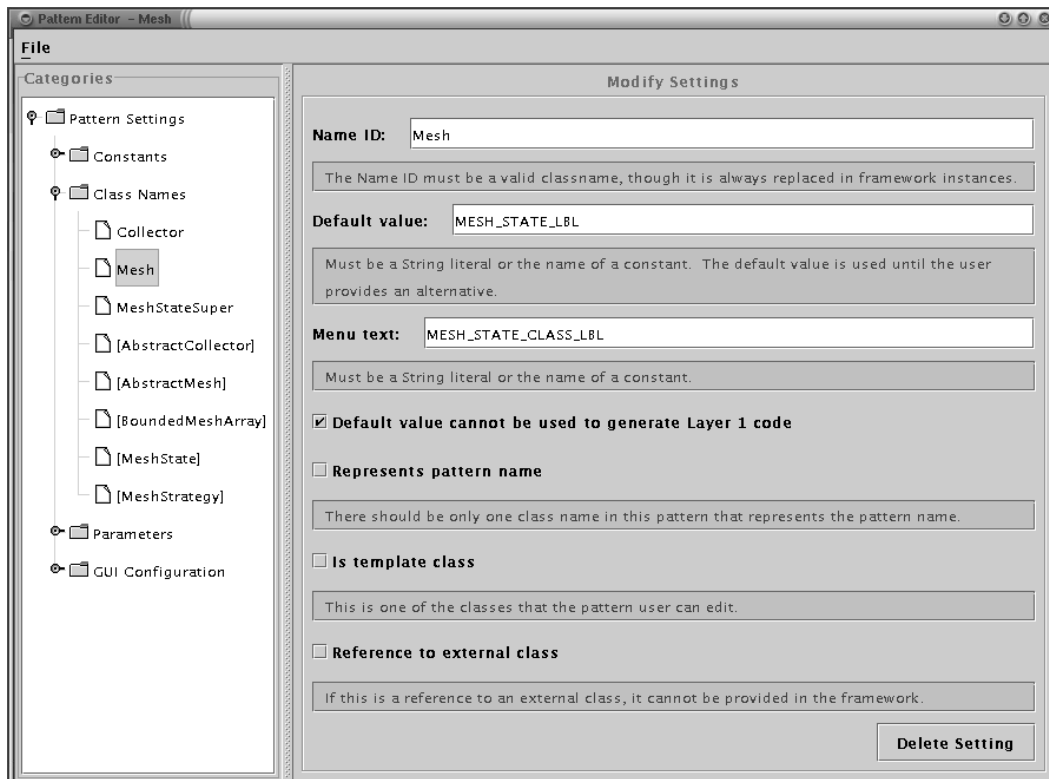 Pattern Editor – Mesh
File
Categories
Pattern Settings
Constants
Class Names
Collector
Mesh
MeshStateSuper
[AbstractCollector]
[AbstractMesh]
[BoundedMeshArray]
[MeshState]
[MeshStrategy]
Parameters
GUI Configuration
Modify Settings
Name ID: Mesh
The Name ID must be a valid classname, though it is always replaced in framework instances.
Default value: MESH_STATE_LBL
Must be a String literal or the name of a constant. The default value is used until the user
provides an alternative.
Menu text: MESH_STATE_CLASS_LBL
Must be a String literal or the name of a constant.
Default value cannot be used to generate Layer 1 code
Represents pattern name
There should be only one class name in this pattern that represents the pattern name.
Is template class
This is one of the classes that the pattern user can edit.
Reference to external class
If this is a reference to an external class, it cannot be provided in the framework.
Delete Setting